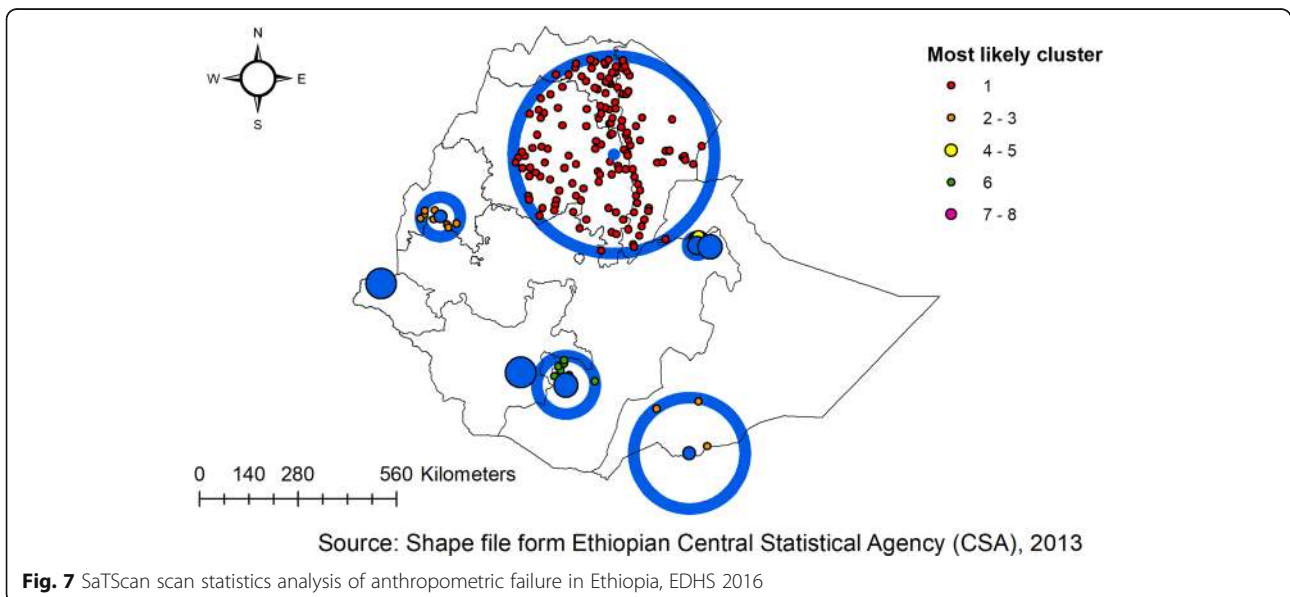 N
W E
S
Most likely cluster
1
2 - 3
4 - 5
6
7 - 8
0 140 280 560 Kilometers
Source: Shape file form Ethiopian Central Statistical Agency (CSA), 2013
Fig. 7 SaTScan scan statistics analysis of anthropometric failure in Ethiopia, EDHS 2016